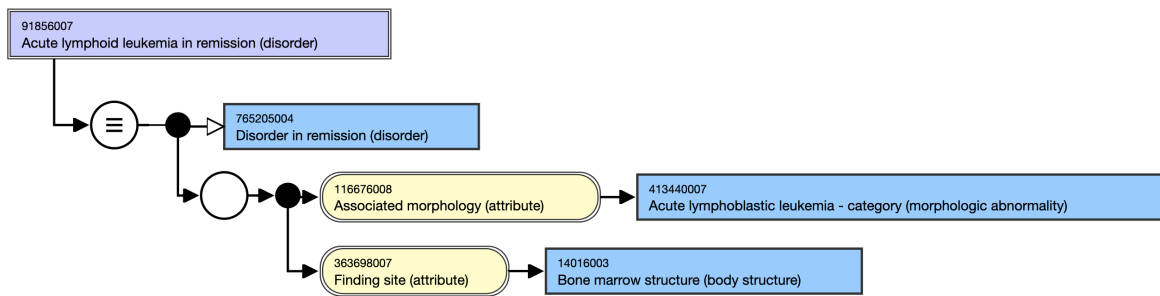 91856007
Acute lymphoid leukemia in remission (disorder)
765205004
Disorder in remission (disorder)
116676008
Associated morphology (attribute)
413440007
Acute lymphoblastic leukemia - category (morphologic abnormality)
363698007
Finding site (attribute)
14016003
Bone marrow structure (body structure)